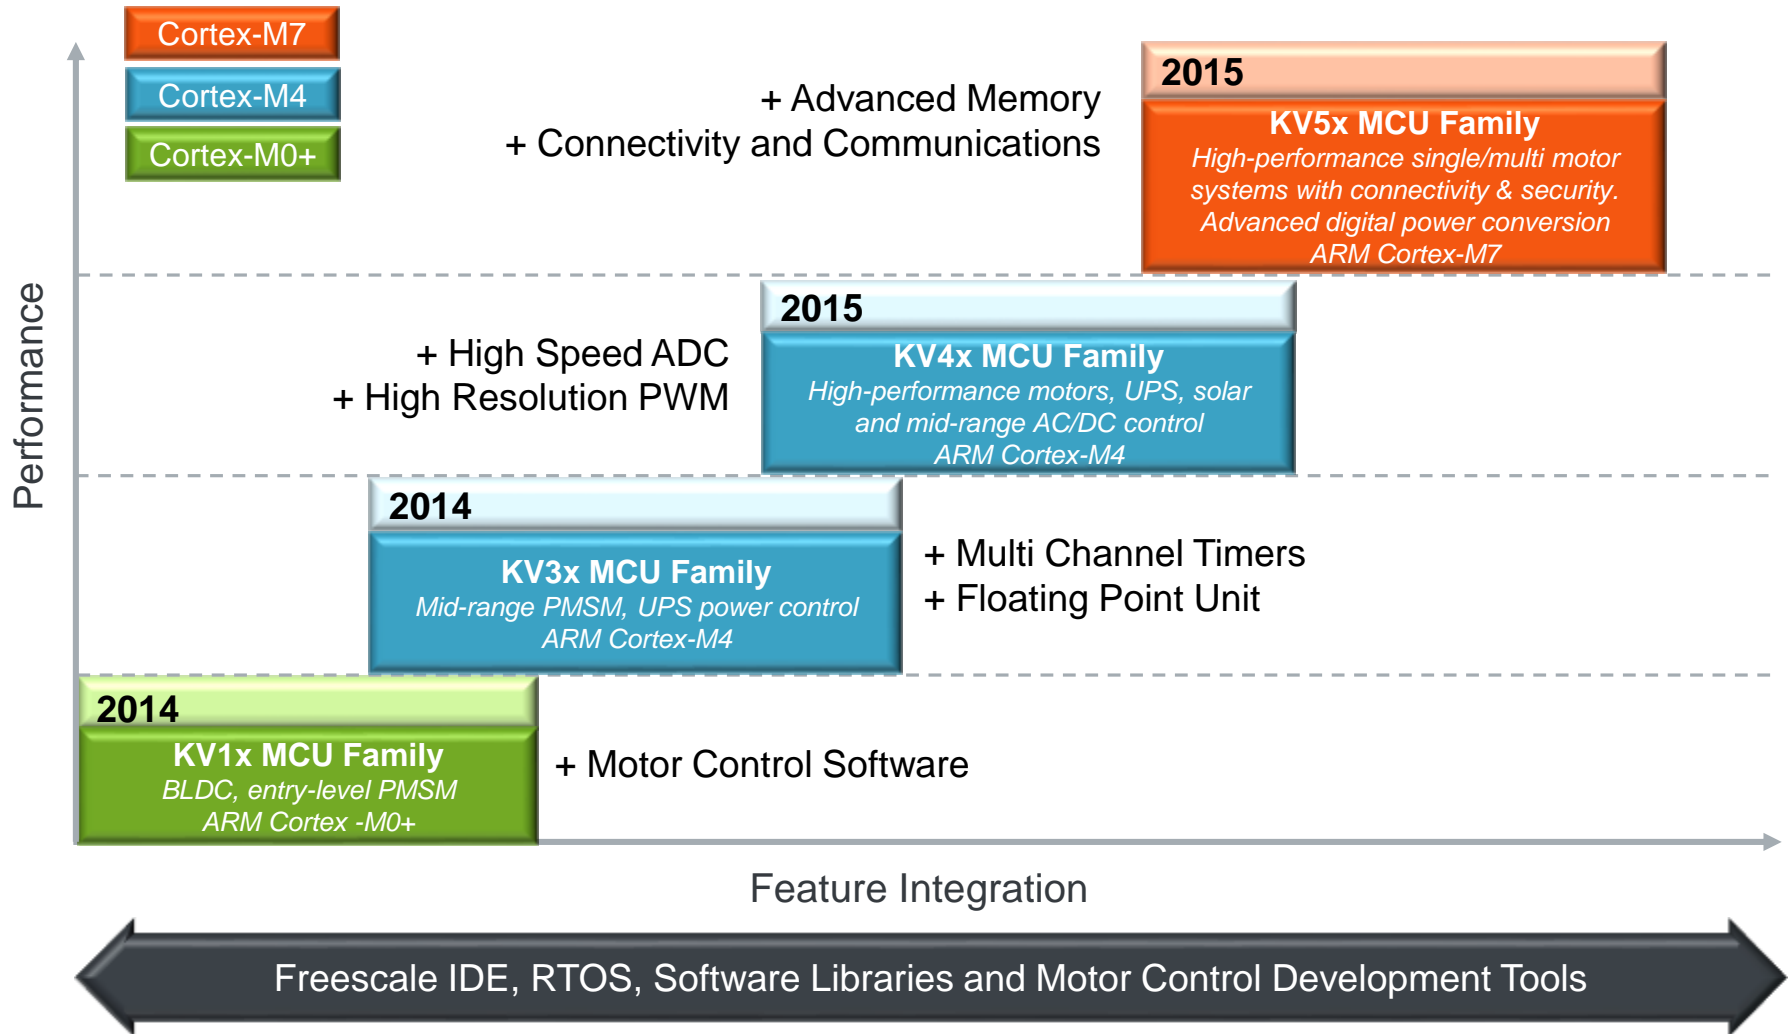 Cortex-M7
Cortex-M4
Cortex-M0+
Performance
+ Advanced Memory
+ Connectivity and Communications
2015
KV5x MCU Family
High-performance single/multi motor
systems with connectivity & security.
Advanced digital power conversion
ARM Cortex-M7
+ High Speed ADC
+ High Resolution PWM
2015
KV4x MCU Family
High-performance motors, UPS, solar
and mid-range AC/DC control
ARM Cortex-M4
2014
KV3x MCU Family
Mid-range PMSM, UPS power control
ARM Cortex-M4
+ Multi Channel Timers
+ Floating Point Unit
2014
KV1x MCU Family
BLDC, entry-level PMSM
ARM Cortex -M0+
+ Motor Control Software
Feature Integration
Freescale IDE, RTOS, Software Libraries and Motor Control Development Tools